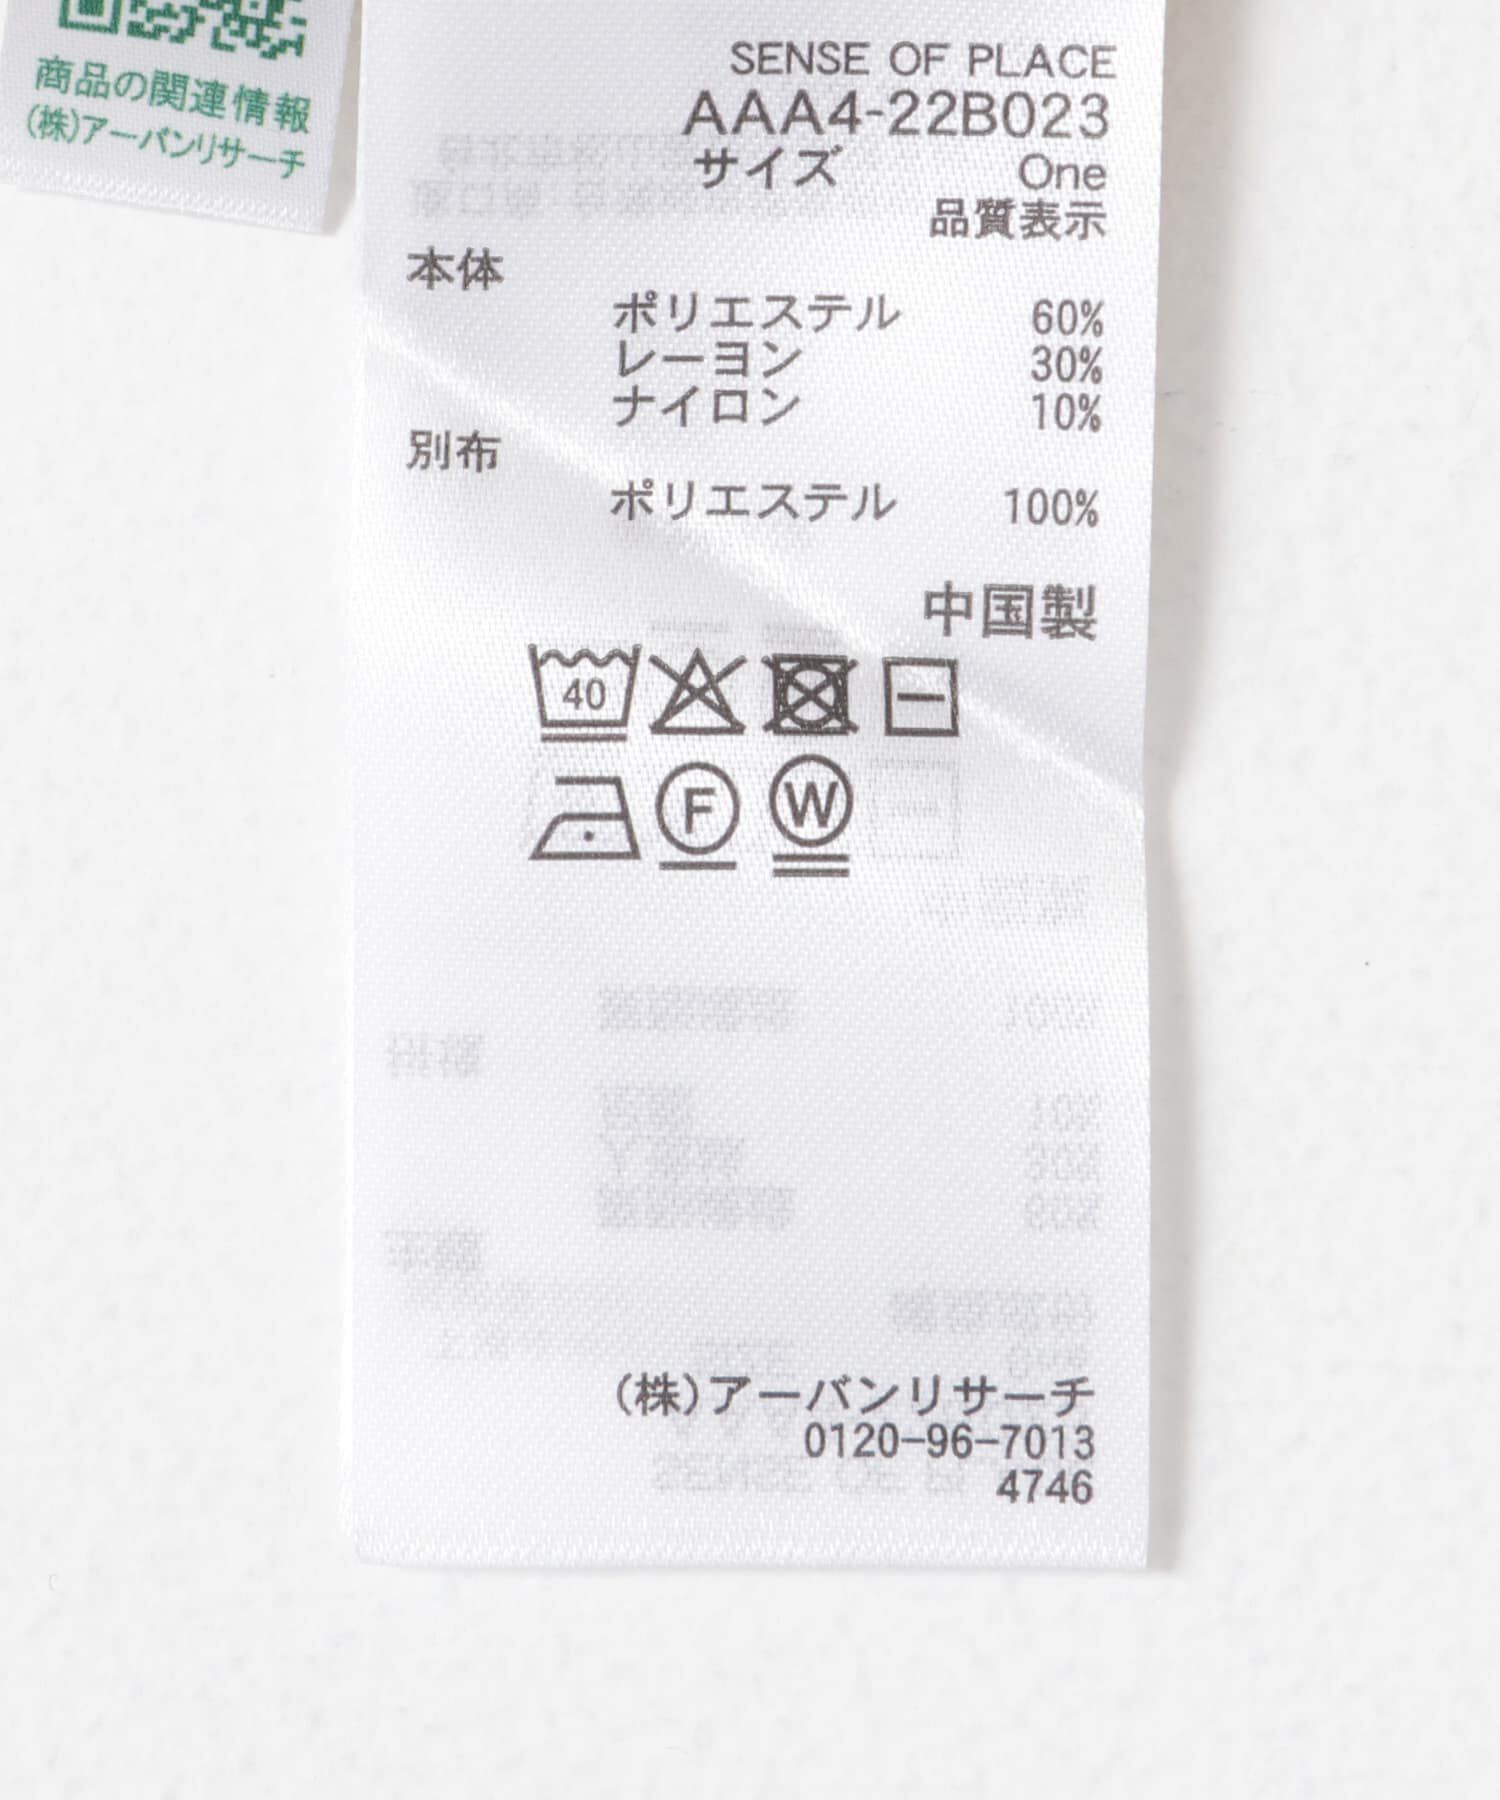 商品の関連情報
(株)アーバンリサーチ
SENSE OF PLACE
AAA4-22B023
サイズ One
品質表示
本体
ポリエステル 60%
レーヨン 30%
ナイロン 10%
別布
ポリエステル 100%
中国製
40
F W
(株)アーバンリサーチ
0120-96-7013
4746